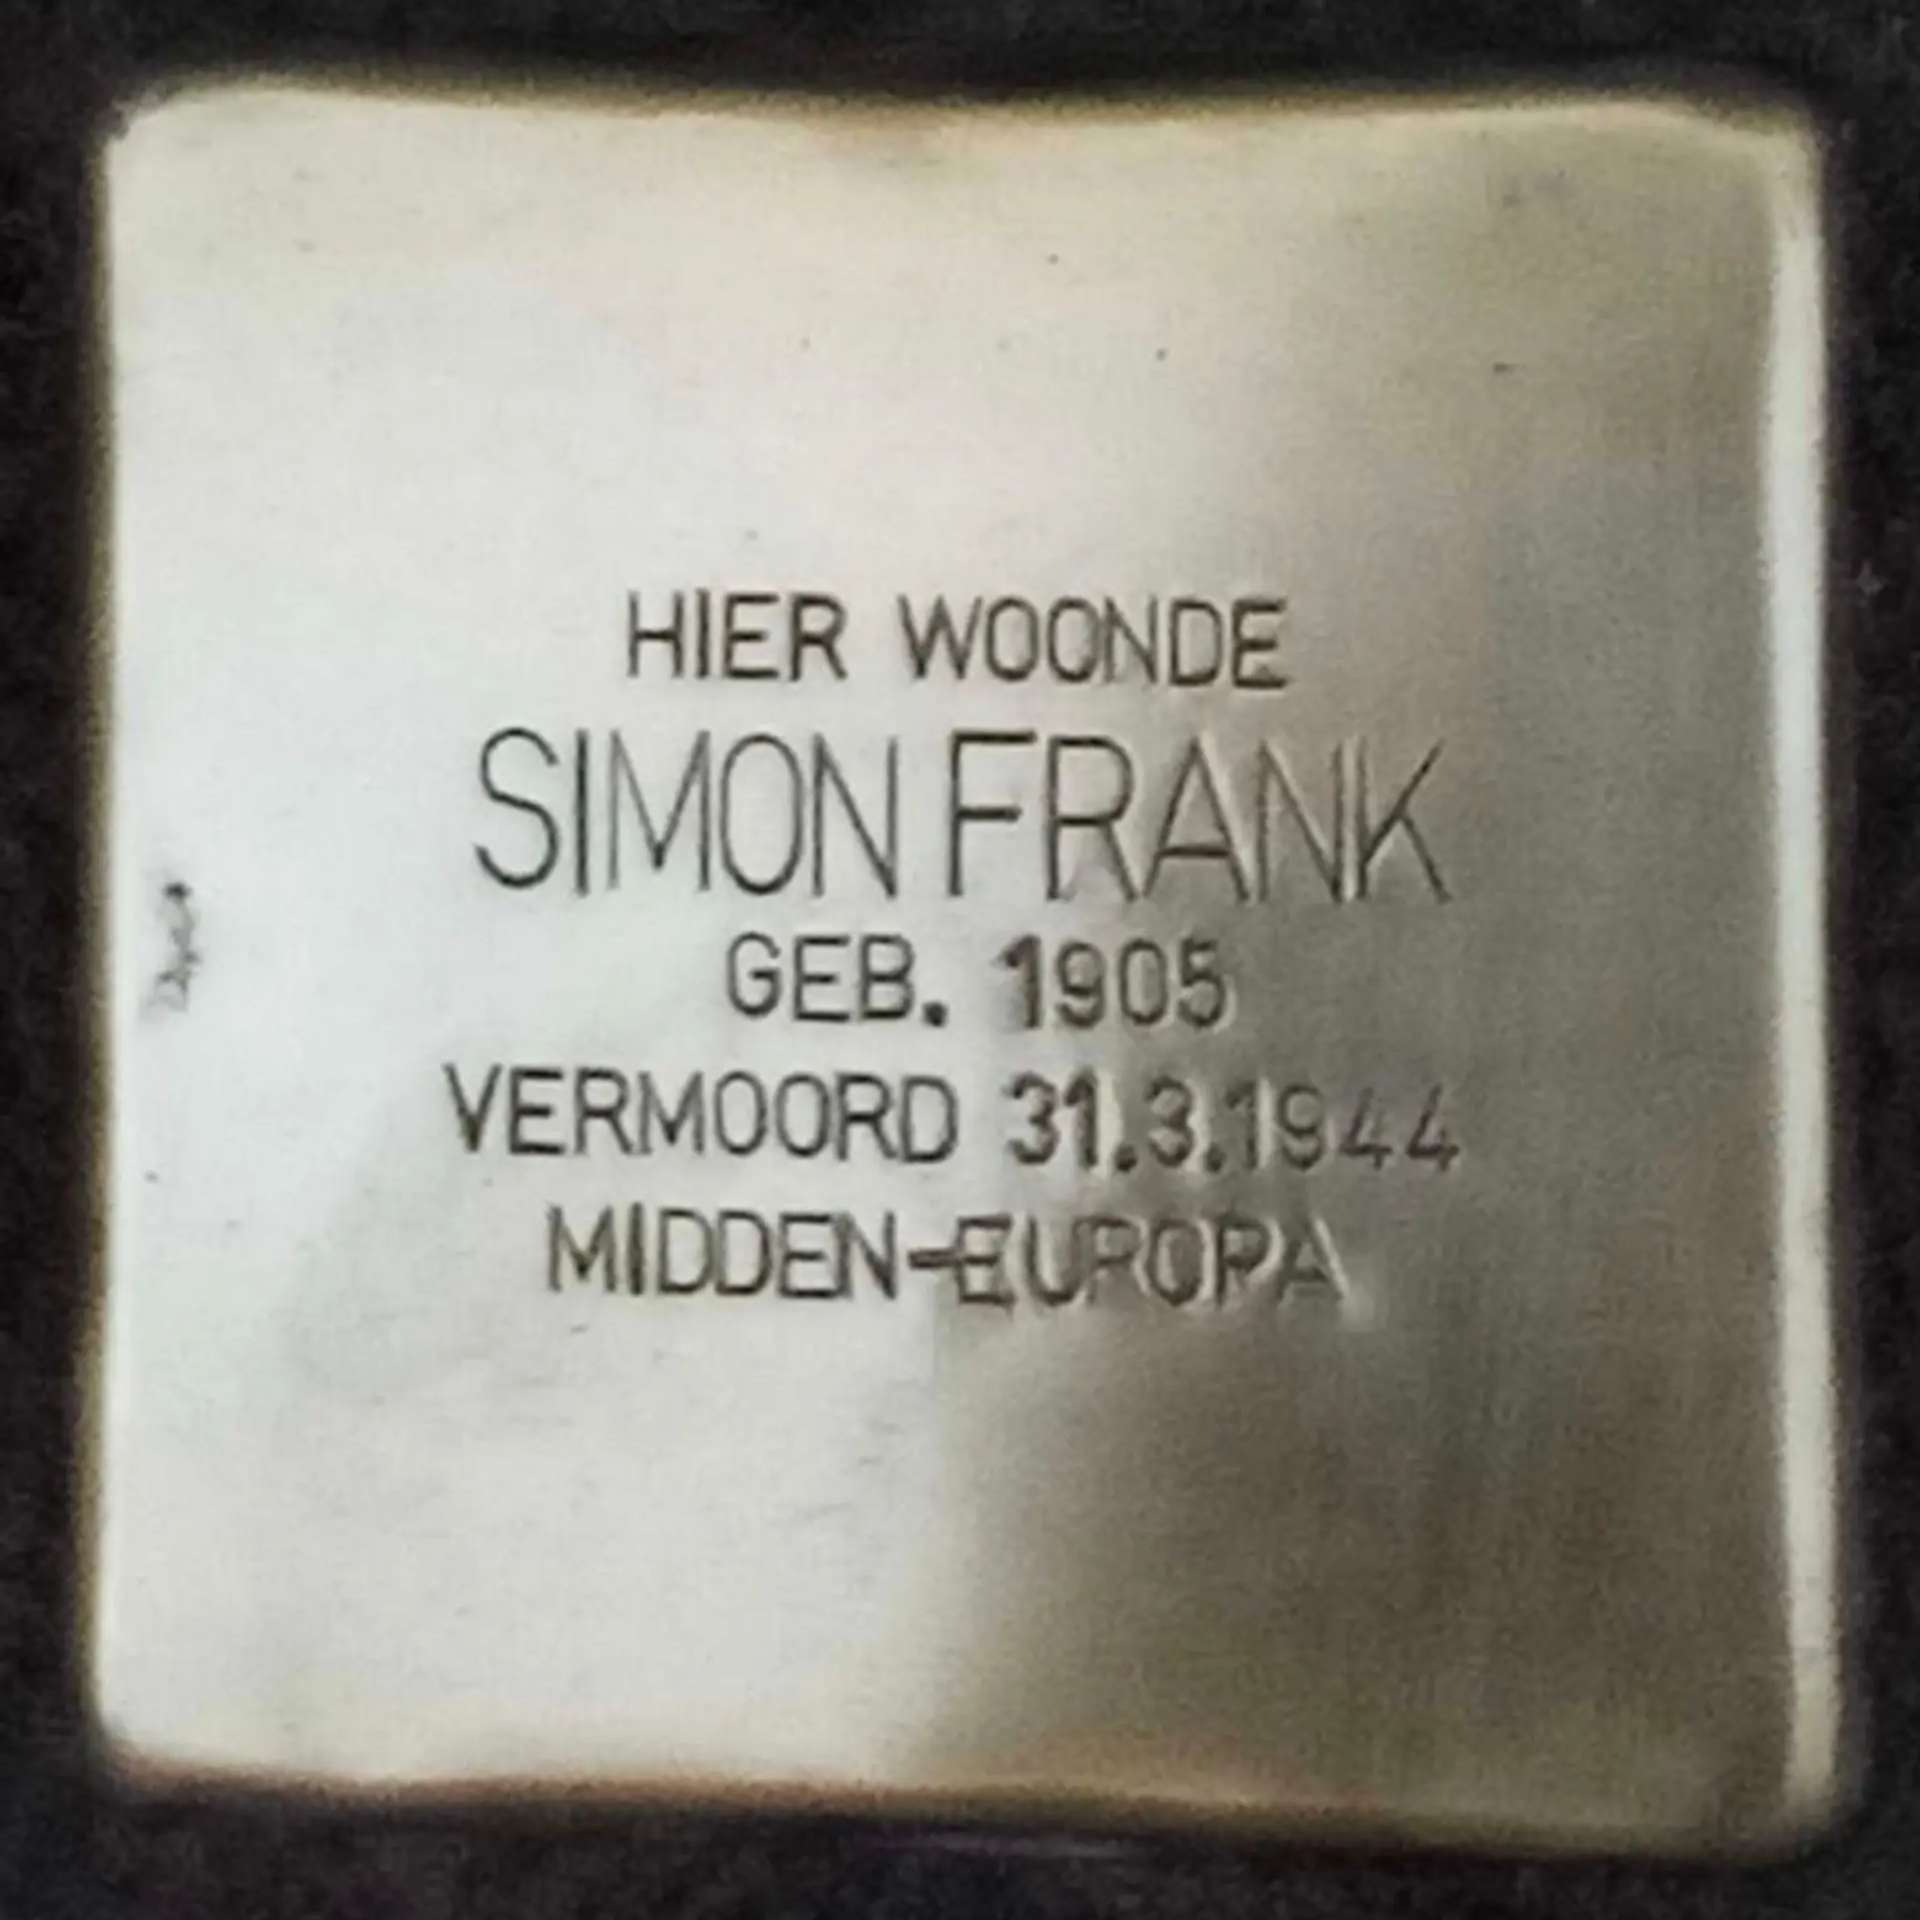 HIER WOONDE
SIMON FRANK
GEB. 1905
VERMOORD 31.3.1944
MIDDEN-EUROPA